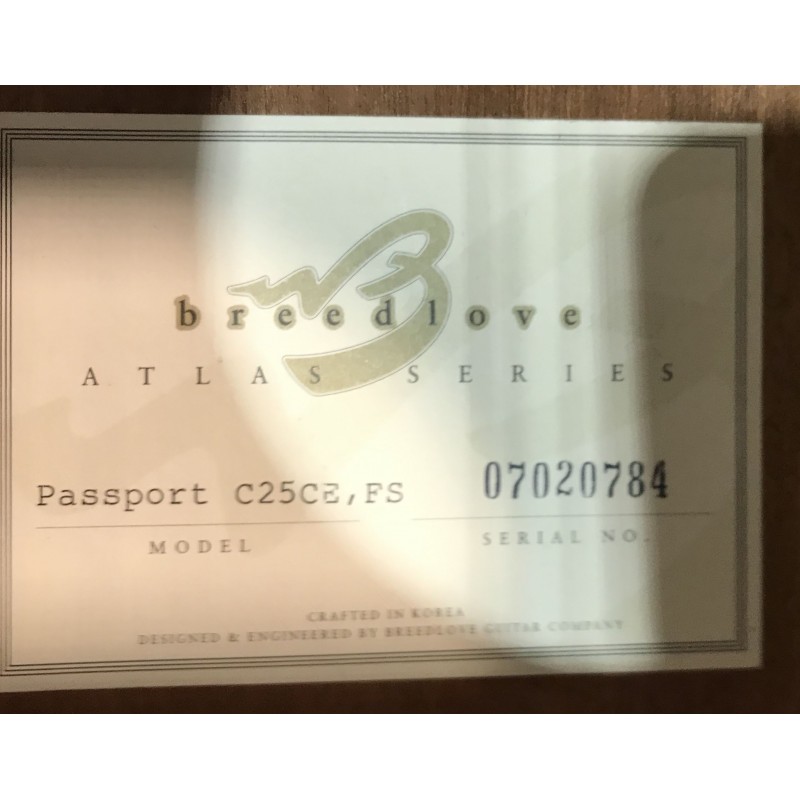 breedlove
ATLAS SERIES
Passport C25CE,FS
07020784
MODEL
SERIAL NO.
CRAFTED IN KOREA
DESIGNED & ENGINEERED BY BREEDLOVE GUITAR COMPANY